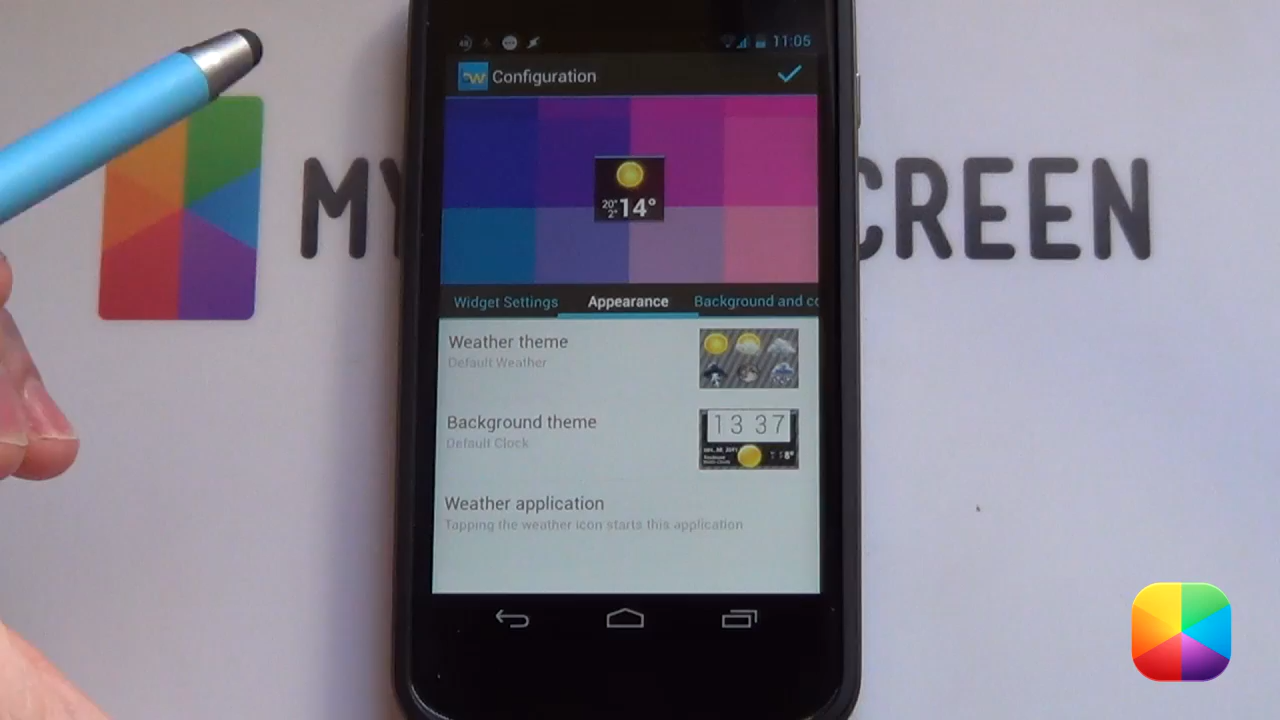 11:05
Configuration
MY
CREEN
20°
2°
14°
Widget Settings
Appearance
Background and co
Weather theme
Default Weather
Background theme
Default Clock
13 37
8°
Weather application
Tapping the weather icon starts this application